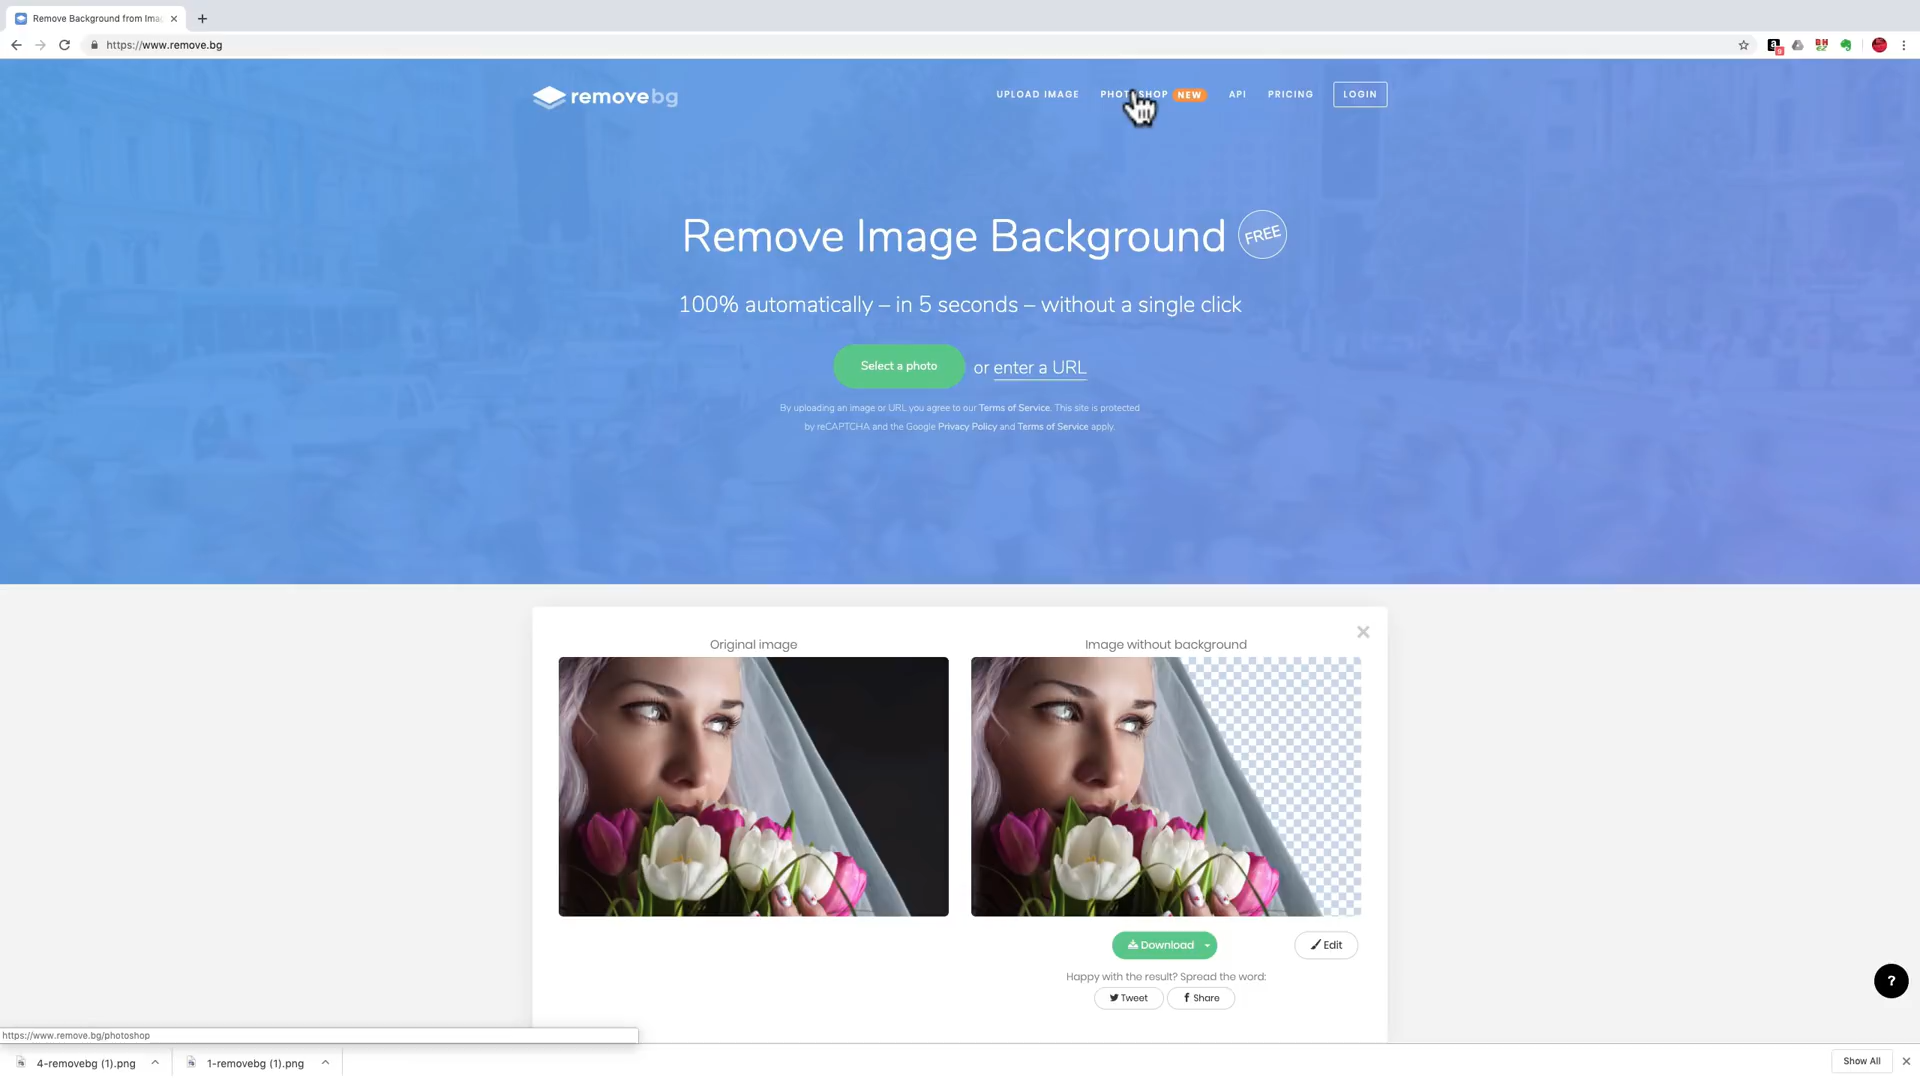 Remove Background from Ima
https://www.remove.bg
removebg
UPLOAD IMAGE
PHOTOSHOP NEW
API
PRICING
LOGIN
Remove Image Background FREE
100% automatically – in 5 seconds – without a single click
Select a photo or enter a URL
By uploading an image or URL you agree to our Terms of Service. This site is protected
by reCAPTCHA and the Google Privacy Policy and Terms of Service apply.
Original image
Image without background
Download
Edit
Happy with the result? Spread the word:
Tweet
Share
?
https://www.remove.bg/photoshop
4-removebg (1).png
1-removebg (1).png
Show All